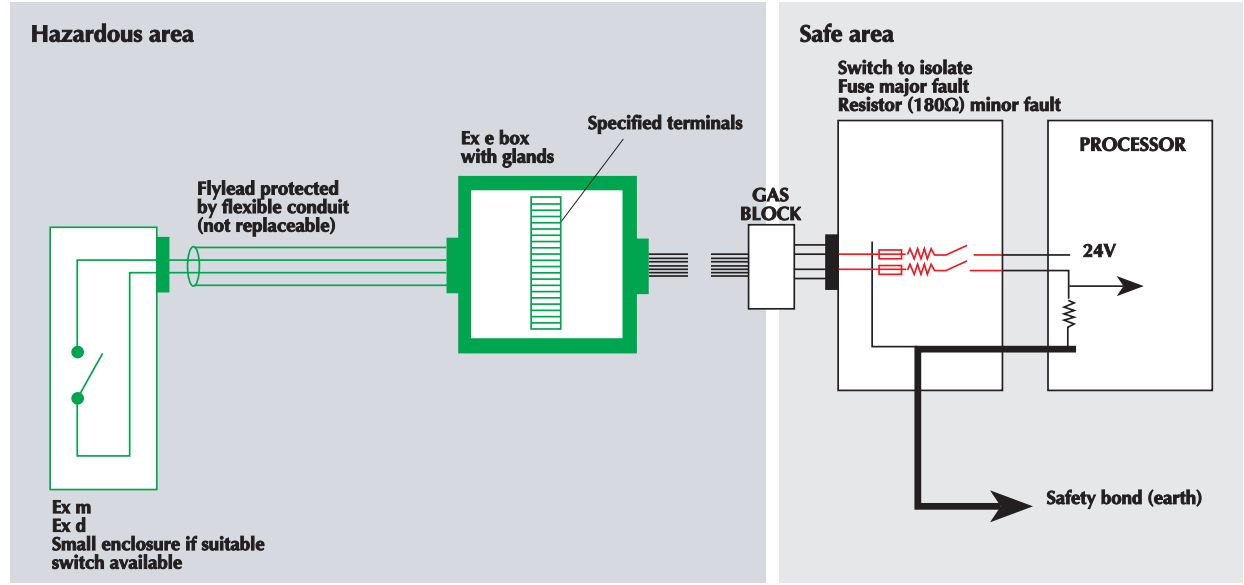 Hazardous area
Safe area
Switch to isolate
Fuse major fault
Resistor (180Ω) minor fault
Specified terminals
Ex e box
with glands
PROCESSOR
Flylead protected
by flexible conduit
(not replaceable)
GAS
BLOCK
24V
Safety bond (earth)
Ex m
Ex d
Small enclosure if suitable
switch available